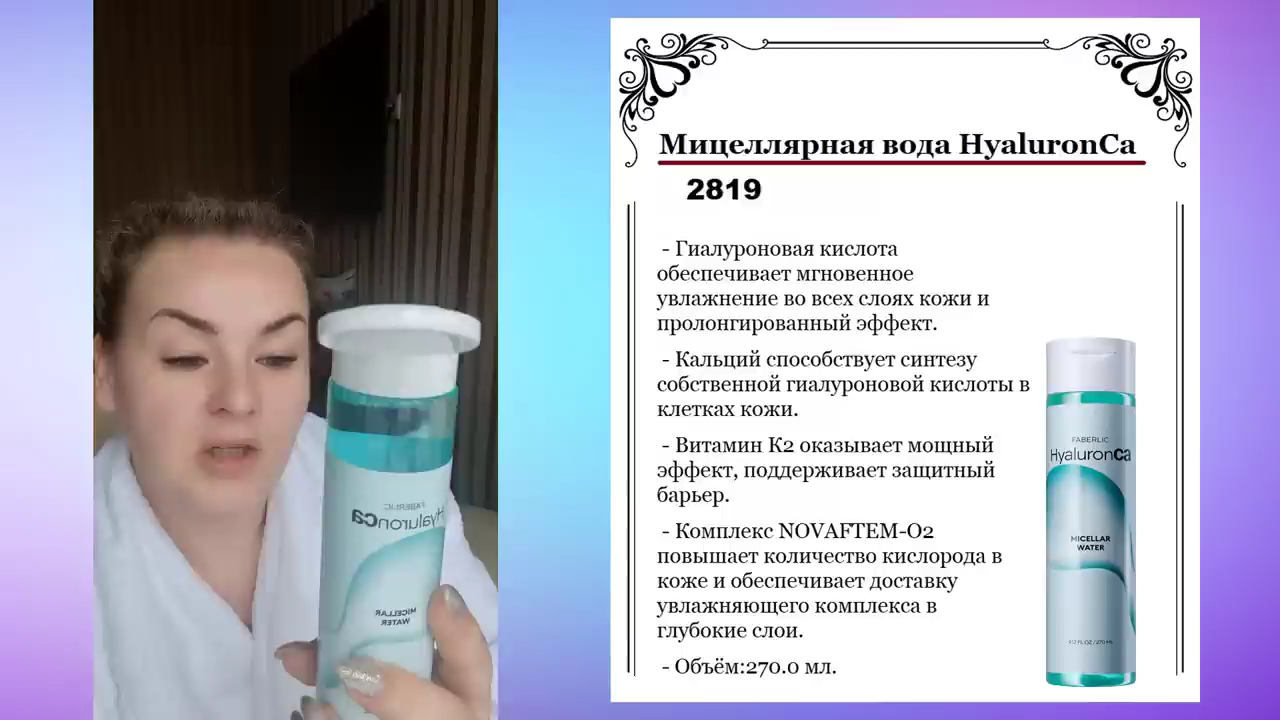 Мицеллярная вода HyaluronCa
2819
- Гиалуроновая кислота
обеспечивает мгновенное
увлажнение во всех слоях кожи и
пролонгированный эффект.
- Кальций способствует синтезу
собственной гиалуроновой кислоты в
клетках кожи.
- Витамин К2 оказывает мощный
эффект, поддерживает защитный
барьер.
- Комплекс NOVAFTEM-O2
повышает количество кислорода в
коже и обеспечивает доставку
увлажняющего комплекса в
глубокие слои.
- Объём:270.0 мл.
FABERLIC
HyaluronCa
MICELLAR
WATER
FABERLIC
HyaluronCa
MICELLAR
WATER